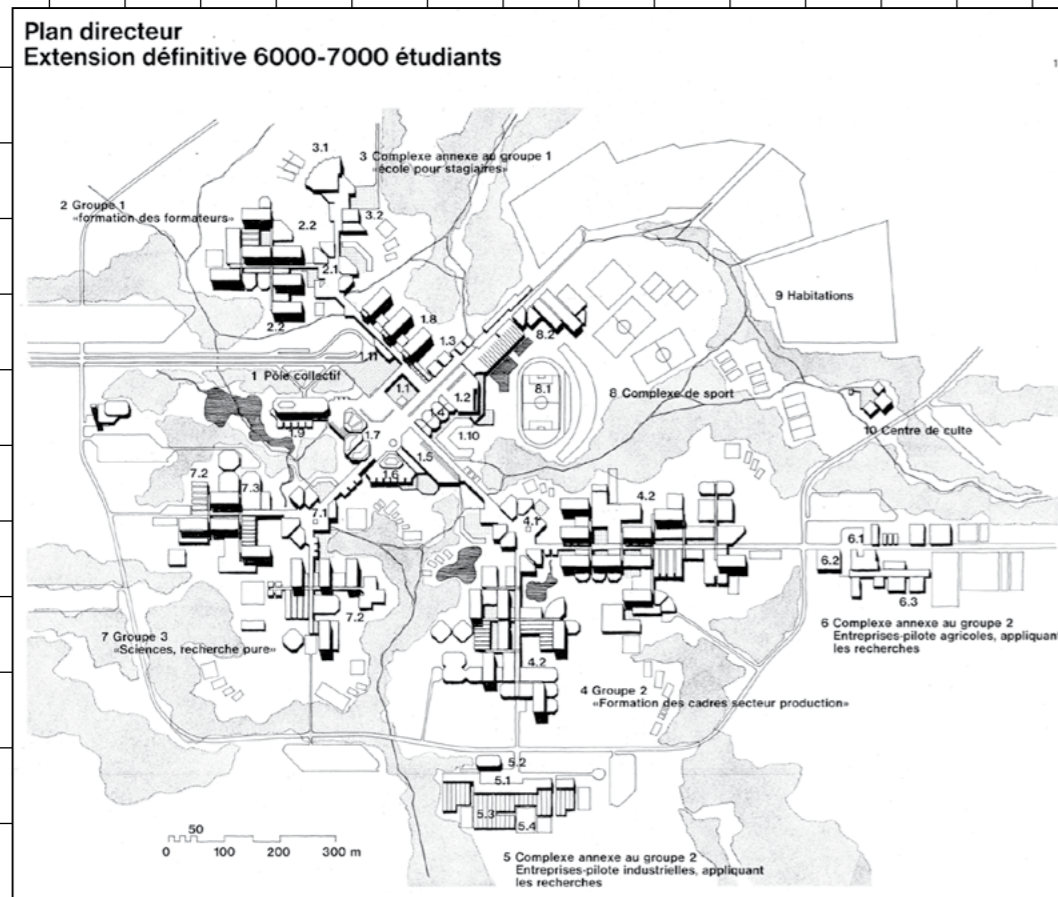 Plan directeur
Extension définitive 6000-7000 étudiants
1
3.1
3 Complexe annexe au groupe 1
«école pour stagiaires»
2 Groupe 1
«formation des formateurs»
2.2
3.2
2.1
2.2
1.8
1.3
8.2
9 Habitations
1.11
1 Pôle collectif
1.1
1.2
8.1
8 Complexe de sport
1.4
1.9
1.7
1.10
10 Centre de culte
1.5
1.6
7.2
7.3
4.2
7.1
4.1
6.1
6.2
6.3
7.2
6 Complexe annexe au groupe 2
Entreprises-pilote agricoles, appliquant
les recherches
7 Groupe 3
«Sciences, recherche pure»
4.2
4 Groupe 2
«Formation des cadres secteur production»
5.2
5.1
5.3
5.4
50
0 100 200 300 m
5 Complexe annexe au groupe 2
Entreprises-pilote industrielles, appliquant
les recherches